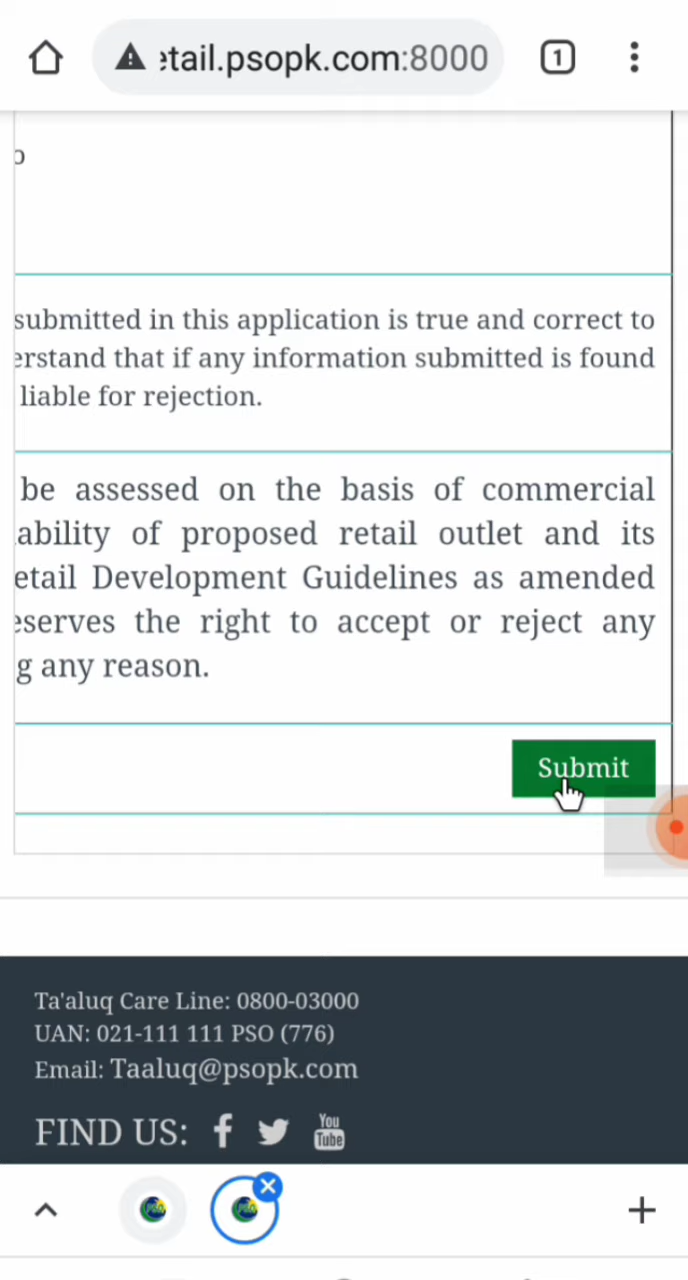 etail.psopk.com:8000
1
submitted in this application is true and correct to
erstand that if any information submitted is found
liable for rejection.
be assessed on the basis of commercial
ability of proposed retail outlet and its
etail Development Guidelines as amended
eserves the right to accept or reject any
g any reason.
Submit
Ta'aluq Care Line: 0800-03000
UAN: 021-111 111 PSO (776)
Email: Taaluq@psopk.com
FIND US:
You
Tube